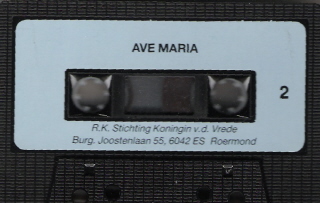 AVE MARIA
2
R.K. Stichting Koningin v.d. Vrede
Burg. Joostenlaan 55, 6042 ES Roermond